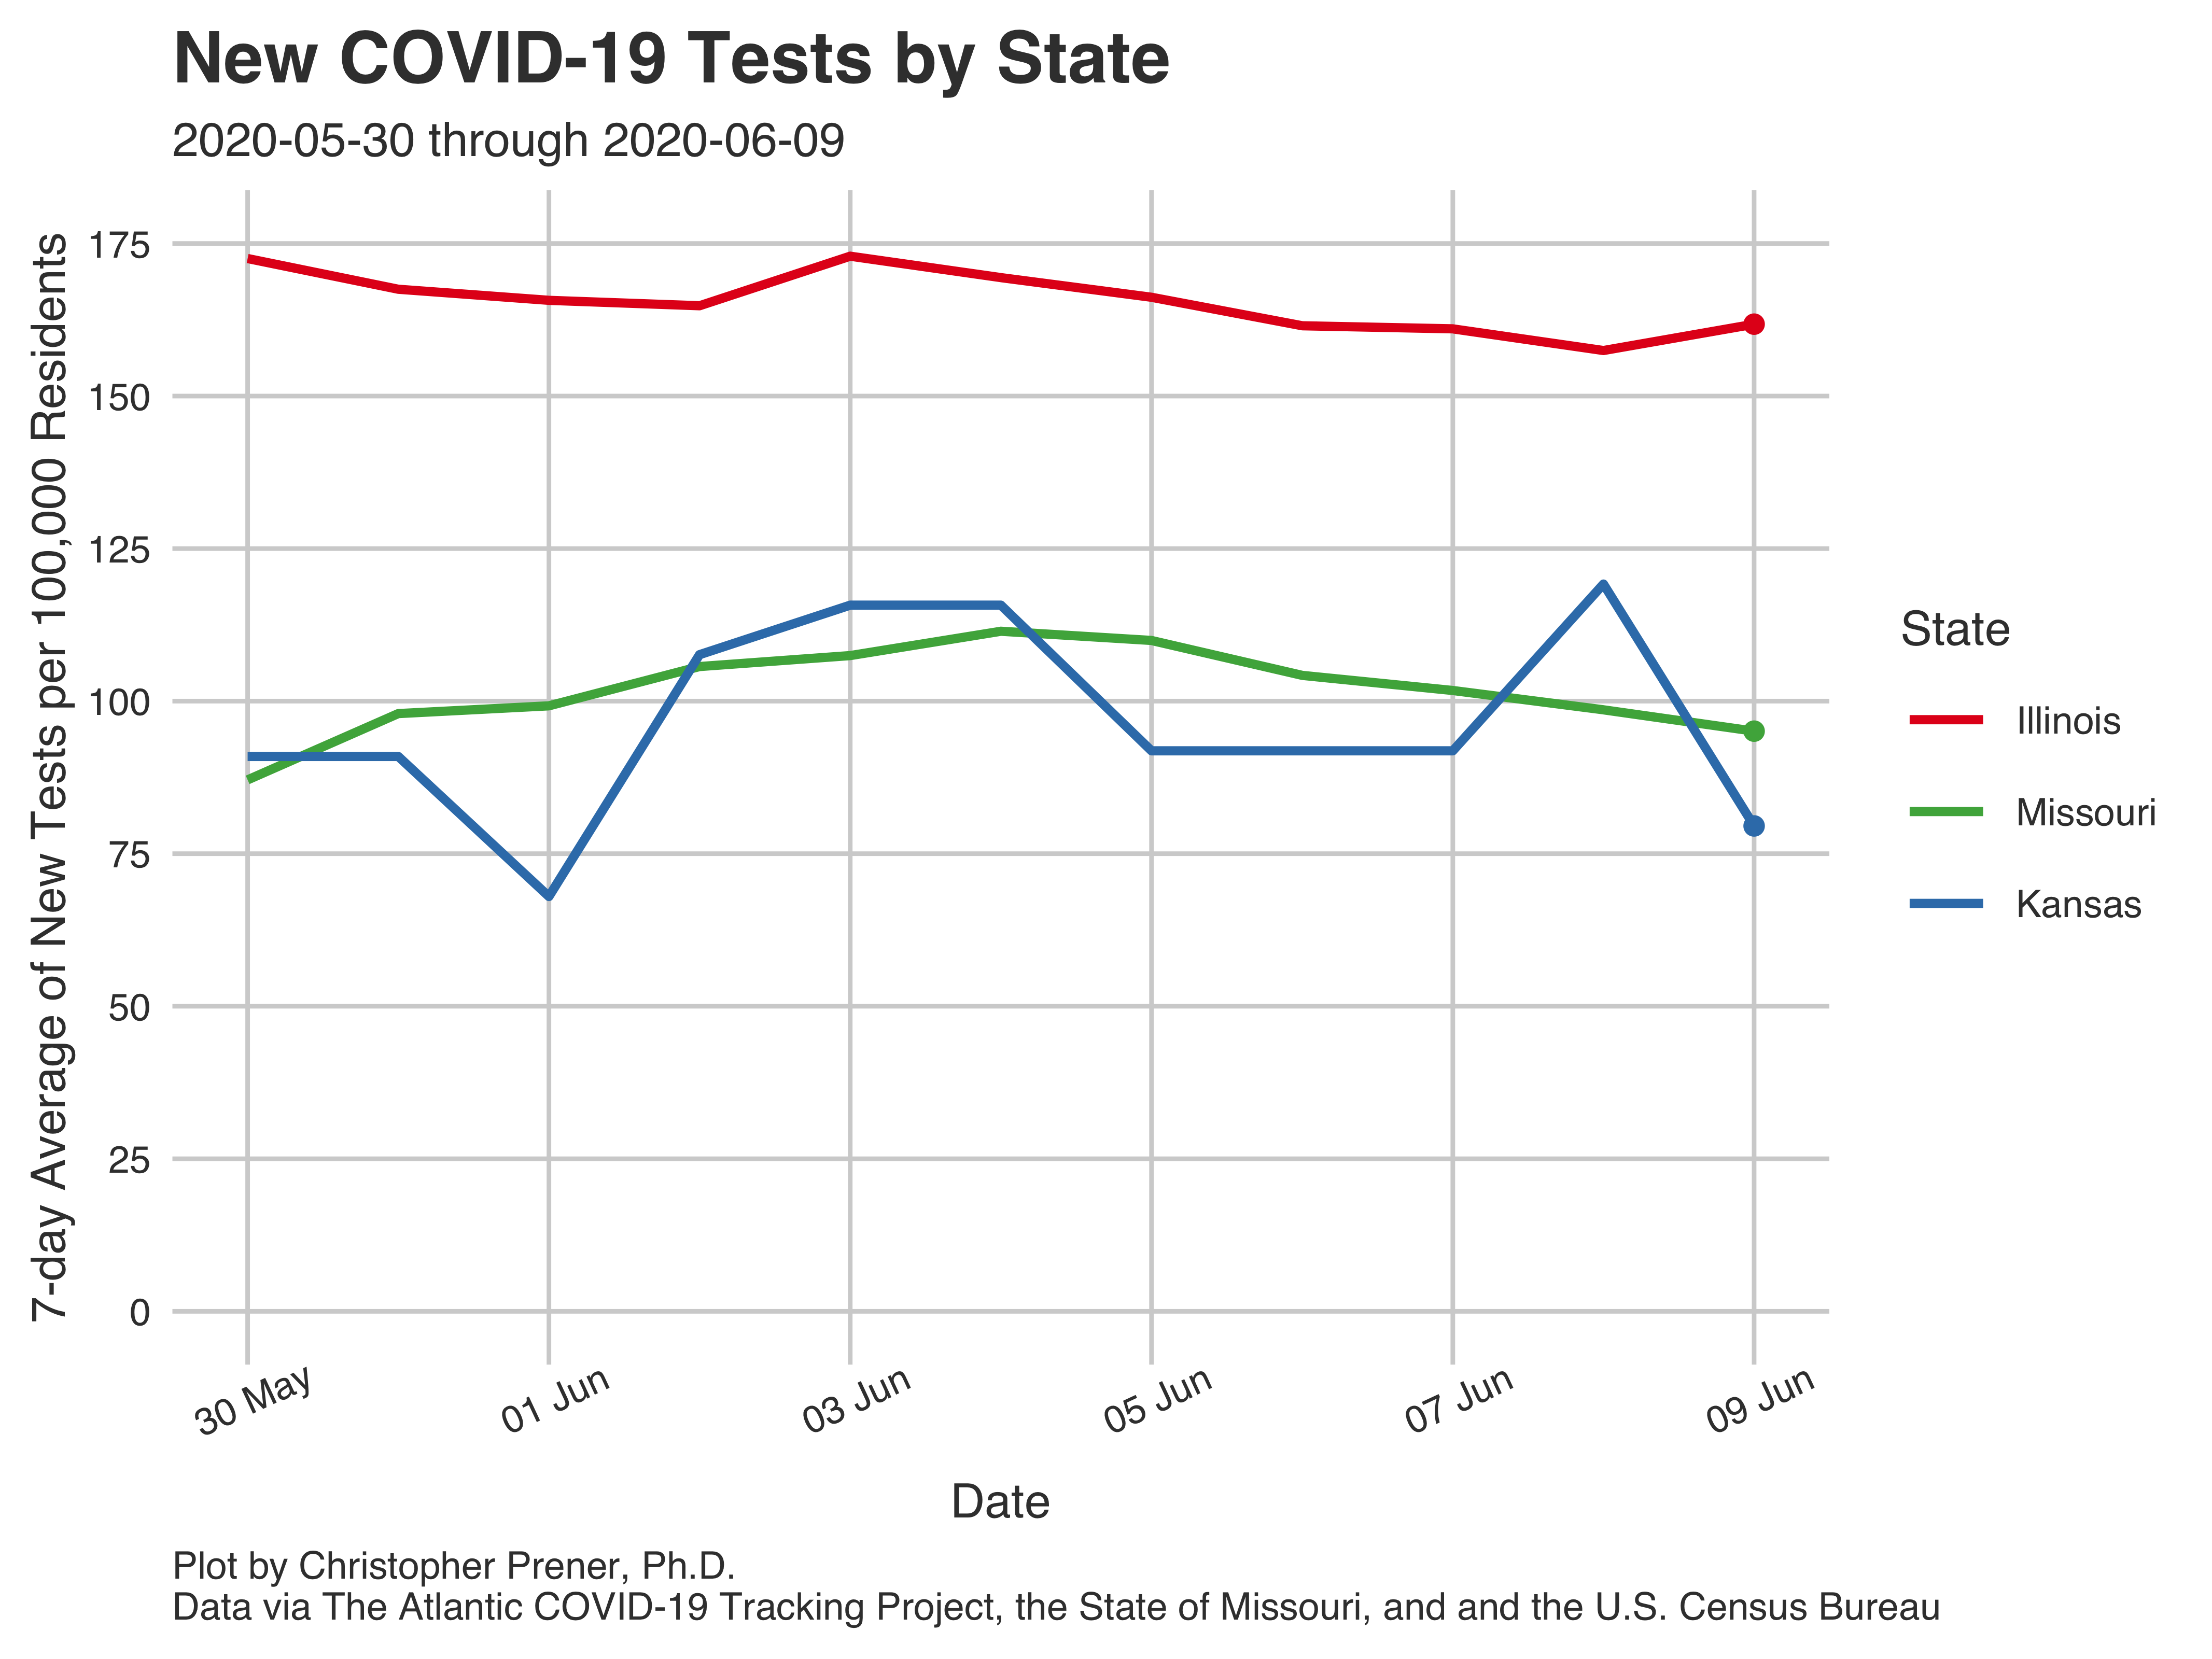 New COVID-19 Tests by State
2020-05-30 through 2020-06-09
7-day Average of New Tests per 100,000 Residents
175
150
125
100
75
50
25
0
30 May
01 Jun
03 Jun
05 Jun
07 Jun
09 Jun
Date
State
Illinois
Missouri
Kansas
Plot by Christopher Prener, Ph.D.
Data via The Atlantic COVID-19 Tracking Project, the State of Missouri, and and the U.S. Census Bureau